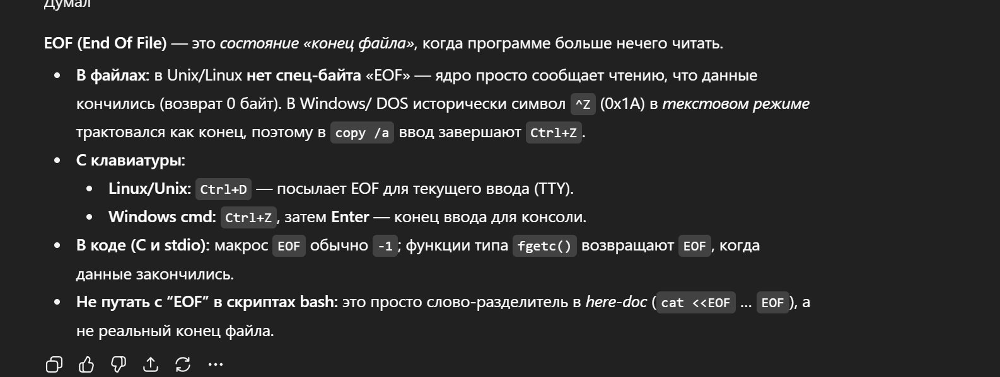 Думал
EOF (End Of File) — это состояние «конец файла», когда программе больше нечего читать.
• В файлах: в Unix/Linux нет спец-байта «EOF» — ядро просто сообщает чтению, что данные
кончились (возврат 0 байт). В Windows/ DOS исторически символ ^Z (0x1A) в текстовом режиме
трактовался как конец, поэтому в copy /a ввод завершают Ctrl+Z.
• С клавиатуры:
• Linux/Unix: Ctrl+D — посылает EOF для текущего ввода (TTY).
• Windows cmd: Ctrl+Z, затем Enter — конец ввода для консоли.
• В коде (C и stdio): макрос EOF обычно -1; функции типа fgetc() возвращают EOF, когда
данные закончились.
• Не путать с “EOF” в скриптах bash: это просто слово-разделитель в here-doc (cat <<EOF … EOF), а
не реальный конец файла.